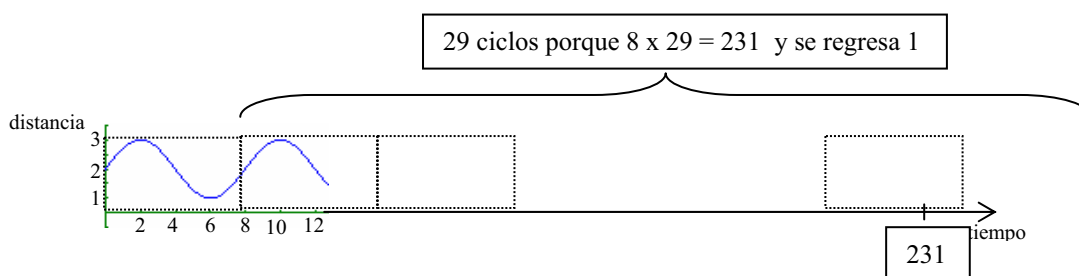 29 ciclos porque 8 x 29 = 231 y se regresa 1
distancia
3
2
1
2 4 6 8 10 12
tiempo
231